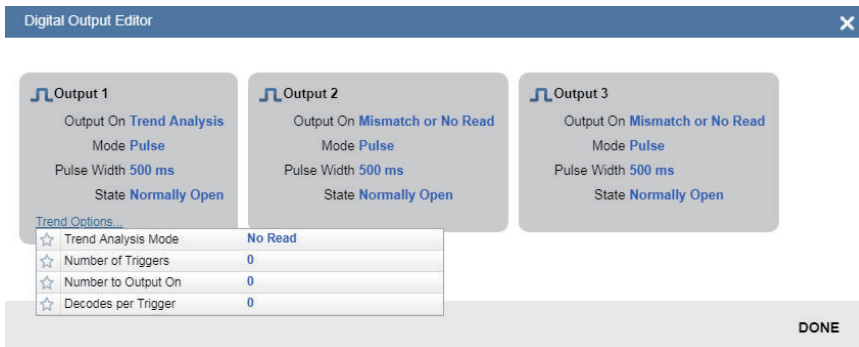 Digital Output Editor
Output 1
Output On Trend Analysis
Mode Pulse
Pulse Width 500 ms
State Normally Open
Trend Options...
Trend Analysis Mode No Read
Number of Triggers 0
Number to Output On 0
Decodes per Trigger 0
Output 2
Output On Mismatch or No Read
Mode Pulse
Pulse Width 500 ms
State Normally Open
Output 3
Output On Mismatch or No Read
Mode Pulse
Pulse Width 500 ms
State Normally Open
DONE